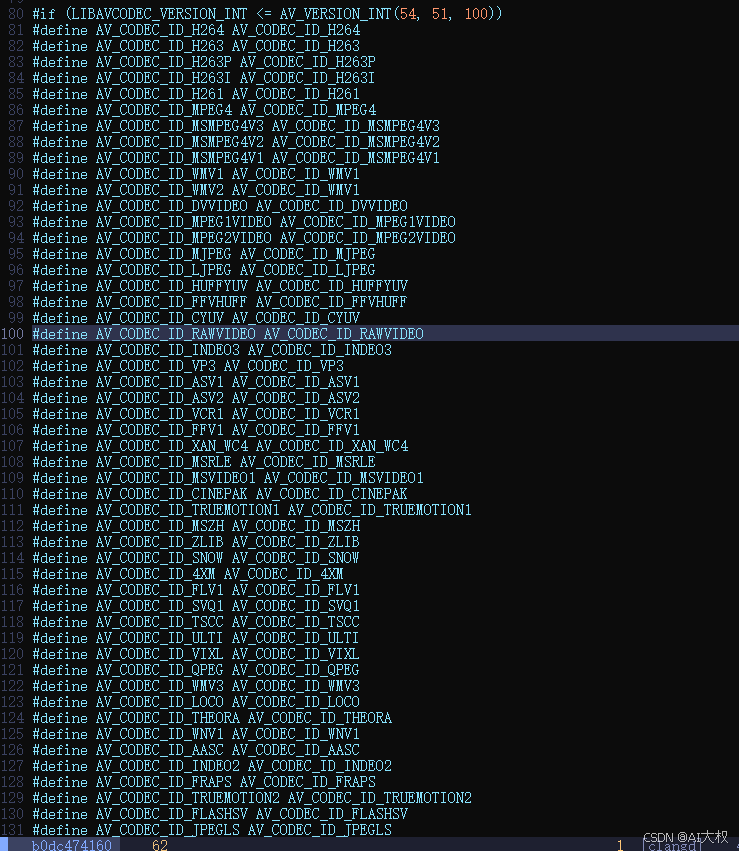 80 #if (LIBAVCODEC_VERSION_INT <= AV_VERSION_INT(54, 51, 100))
81 #define AV_CODEC_ID_H264 AV_CODEC_ID_H264
82 #define AV_CODEC_ID_H263 AV_CODEC_ID_H263
83 #define AV_CODEC_ID_H263P AV_CODEC_ID_H263P
84 #define AV_CODEC_ID_H263I AV_CODEC_ID_H263I
85 #define AV_CODEC_ID_H261 AV_CODEC_ID_H261
86 #define AV_CODEC_ID_MPEG4 AV_CODEC_ID_MPEG4
87 #define AV_CODEC_ID_MSMPEG4V3 AV_CODEC_ID_MSMPEG4V3
88 #define AV_CODEC_ID_MSMPEG4V2 AV_CODEC_ID_MSMPEG4V2
89 #define AV_CODEC_ID_MSMPEG4V1 AV_CODEC_ID_MSMPEG4V1
90 #define AV_CODEC_ID_WMV1 AV_CODEC_ID_WMV1
91 #define AV_CODEC_ID_WMV2 AV_CODEC_ID_WMV1
92 #define AV_CODEC_ID_DVVIDEO AV_CODEC_ID_DVVIDEO
93 #define AV_CODEC_ID_MPEG1VIDEO AV_CODEC_ID_MPEG1VIDEO
94 #define AV_CODEC_ID_MPEG2VIDEO AV_CODEC_ID_MPEG2VIDEO
95 #define AV_CODEC_ID_MJPEG AV_CODEC_ID_MJPEG
96 #define AV_CODEC_ID_LJPEG AV_CODEC_ID_LJPEG
97 #define AV_CODEC_ID_HUFFYUV AV_CODEC_ID_HUFFYUV
98 #define AV_CODEC_ID_FFVHUFF AV_CODEC_ID_FFVHUFF
99 #define AV_CODEC_ID_CYUV AV_CODEC_ID_CYUV
100 #define AV_CODEC_ID_RAWVIDEO AV_CODEC_ID_RAWVIDEO
101 #define AV_CODEC_ID_INDEO3 AV_CODEC_ID_INDEO3
102 #define AV_CODEC_ID_VP3 AV_CODEC_ID_VP3
103 #define AV_CODEC_ID_ASV1 AV_CODEC_ID_ASV1
104 #define AV_CODEC_ID_ASV2 AV_CODEC_ID_ASV2
105 #define AV_CODEC_ID_VCR1 AV_CODEC_ID_VCR1
106 #define AV_CODEC_ID_FFV1 AV_CODEC_ID_FFV1
107 #define AV_CODEC_ID_XAN_WC4 AV_CODEC_ID_XAN_WC4
108 #define AV_CODEC_ID_MSRLE AV_CODEC_ID_MSRLE
109 #define AV_CODEC_ID_MSVIDEO1 AV_CODEC_ID_MSVIDEO1
110 #define AV_CODEC_ID_CINEPAK AV_CODEC_ID_CINEPAK
111 #define AV_CODEC_ID_TRUEMOTION1 AV_CODEC_ID_TRUEMOTION1
112 #define AV_CODEC_ID_MSZH AV_CODEC_ID_MSZH
113 #define AV_CODEC_ID_ZLIB AV_CODEC_ID_ZLIB
114 #define AV_CODEC_ID_SNOW AV_CODEC_ID_SNOW
115 #define AV_CODEC_ID_4XM AV_CODEC_ID_4XM
116 #define AV_CODEC_ID_FLV1 AV_CODEC_ID_FLV1
117 #define AV_CODEC_ID_SVQ1 AV_CODEC_ID_SVQ1
118 #define AV_CODEC_ID_TSCC AV_CODEC_ID_TSCC
119 #define AV_CODEC_ID_ULTI AV_CODEC_ID_ULTI
120 #define AV_CODEC_ID_VIXL AV_CODEC_ID_VIXL
121 #define AV_CODEC_ID_QPEG AV_CODEC_ID_QPEG
122 #define AV_CODEC_ID_WMV3 AV_CODEC_ID_WMV3
123 #define AV_CODEC_ID_LOCO AV_CODEC_ID_LOCO
124 #define AV_CODEC_ID_THEORA AV_CODEC_ID_THEORA
125 #define AV_CODEC_ID_WNV1 AV_CODEC_ID_WNV1
126 #define AV_CODEC_ID_AASC AV_CODEC_ID_AASC
127 #define AV_CODEC_ID_INDEO2 AV_CODEC_ID_INDEO2
128 #define AV_CODEC_ID_FRAPS AV_CODEC_ID_FRAPS
129 #define AV_CODEC_ID_TRUEMOTION2 AV_CODEC_ID_TRUEMOTION2
130 #define AV_CODEC_ID_FLASHSV AV_CODEC_ID_FLASHSV
131 #define AV_CODEC_ID_JPEGLS AV_CODEC_ID_JPEGLS
b0dc474160 62 1 [clangd]
CSDN @AI大权